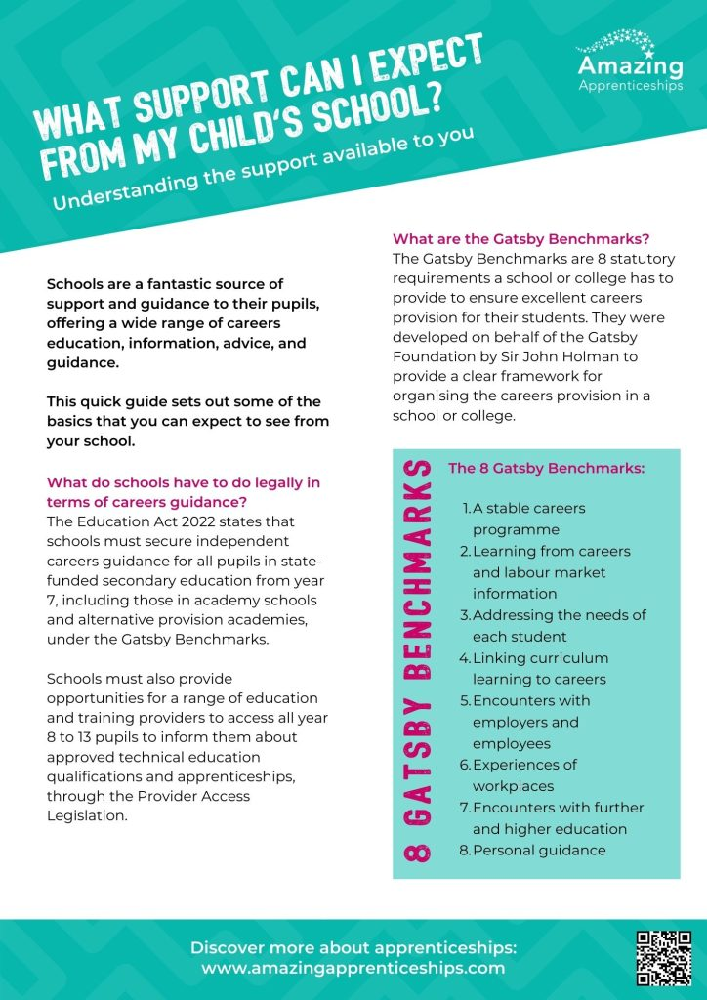 WHAT SUPPORT CAN I EXPECT
FROM MY CHILD'S SCHOOL?
Understanding the support available to you
Amazing
Apprenticeships
Schools are a fantastic source of
support and guidance to their pupils,
offering a wide range of careers
education, information, advice, and
guidance.
This quick guide sets out some of the
basics that you can expect to see from
your school.
What do schools have to do legally in
terms of careers guidance?
The Education Act 2022 states that
schools must secure independent
careers guidance for all pupils in state-
funded secondary education from year
7, including those in academy schools
and alternative provision academies,
under the Gatsby Benchmarks.
Schools must also provide
opportunities for a range of education
and training providers to access all year
8 to 13 pupils to inform them about
approved technical education
qualifications and apprenticeships,
through the Provider Access
Legislation.
What are the Gatsby Benchmarks?
The Gatsby Benchmarks are 8 statutory
requirements a school or college has to
provide to ensure excellent careers
provision for their students. They were
developed on behalf of the Gatsby
Foundation by Sir John Holman to
provide a clear framework for
organising the careers provision in a
school or college.
8 GATSBY BENCHMARKS
The 8 Gatsby Benchmarks:
1. A stable careers
programme
2. Learning from careers
and labour market
information
3. Addressing the needs of
each student
4. Linking curriculum
learning to careers
5. Encounters with
employers and
employees
6. Experiences of
workplaces
7. Encounters with further
and higher education
8. Personal guidance
Discover more about apprenticeships:
www.amazingapprenticeships.com